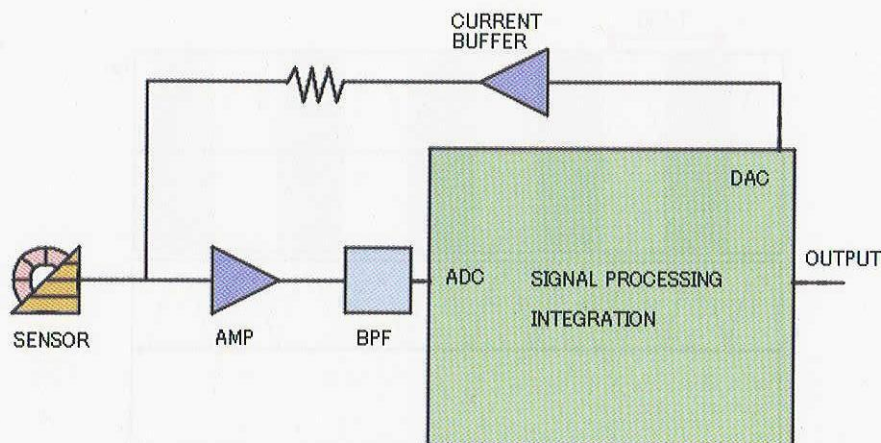 CURRENT
BUFFER
DAC
ADC
SIGNAL PROCESSING
INTEGRATION
OUTPUT
SENSOR
AMP
BPF